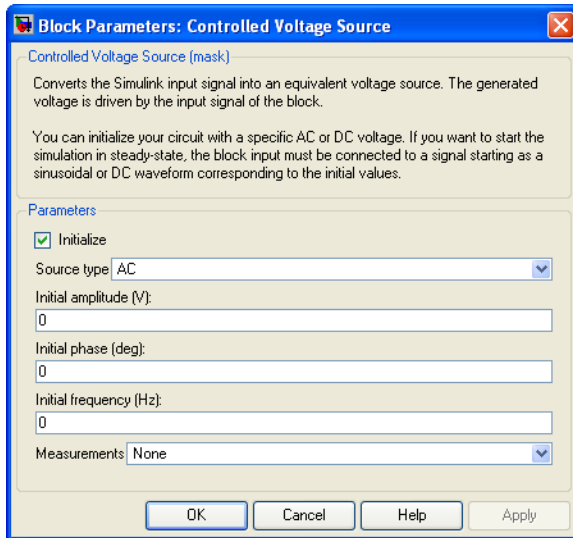 Block Parameters: Controlled Voltage Source
Controlled Voltage Source (mask)
Converts the Simulink input signal into an equivalent voltage source. The generated
voltage is driven by the input signal of the block.
You can initialize your circuit with a specific AC or DC voltage. If you want to start the
simulation in steady-state, the block input must be connected to a signal starting as a
sinusoidal or DC waveform corresponding to the initial values.
Parameters
Initialize
Source type AC
Initial amplitude (V):
0
Initial phase (deg):
0
Initial frequency (Hz):
0
Measurements None
OK Cancel Help Apply